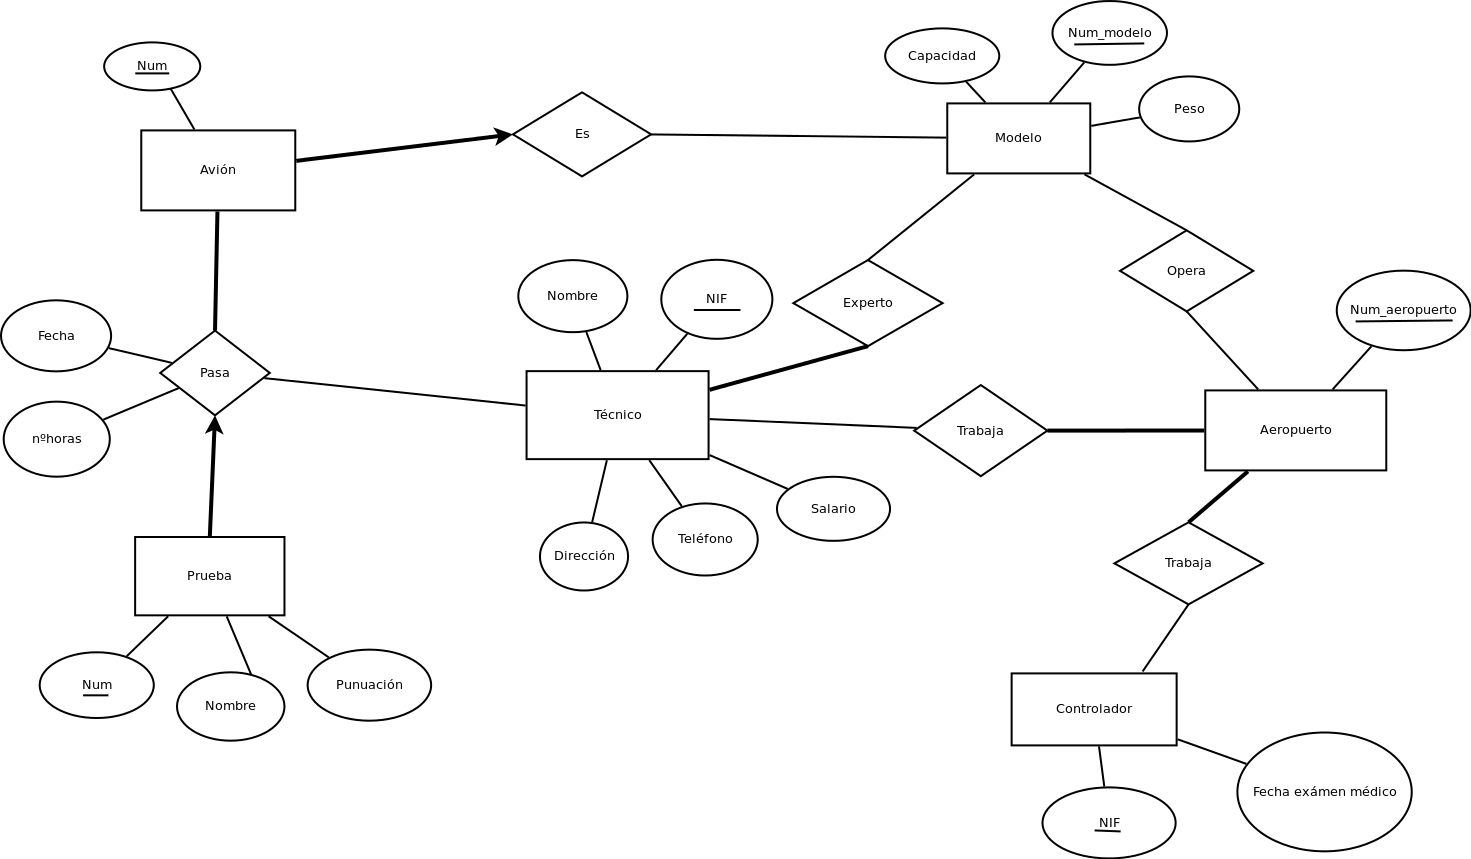 Num_modelo
Capacidad
Num
Peso
Es
Modelo
Avión
Opera
Nombre
NIF
Experto
Num_aeropuerto
Fecha
Pasa
Técnico
Trabaja
Aeropuerto
nºhoras
Salario
Teléfono
Dirección
Trabaja
Prueba
Num
Nombre
Punuación
Controlador
Fecha exámen médico
NIF